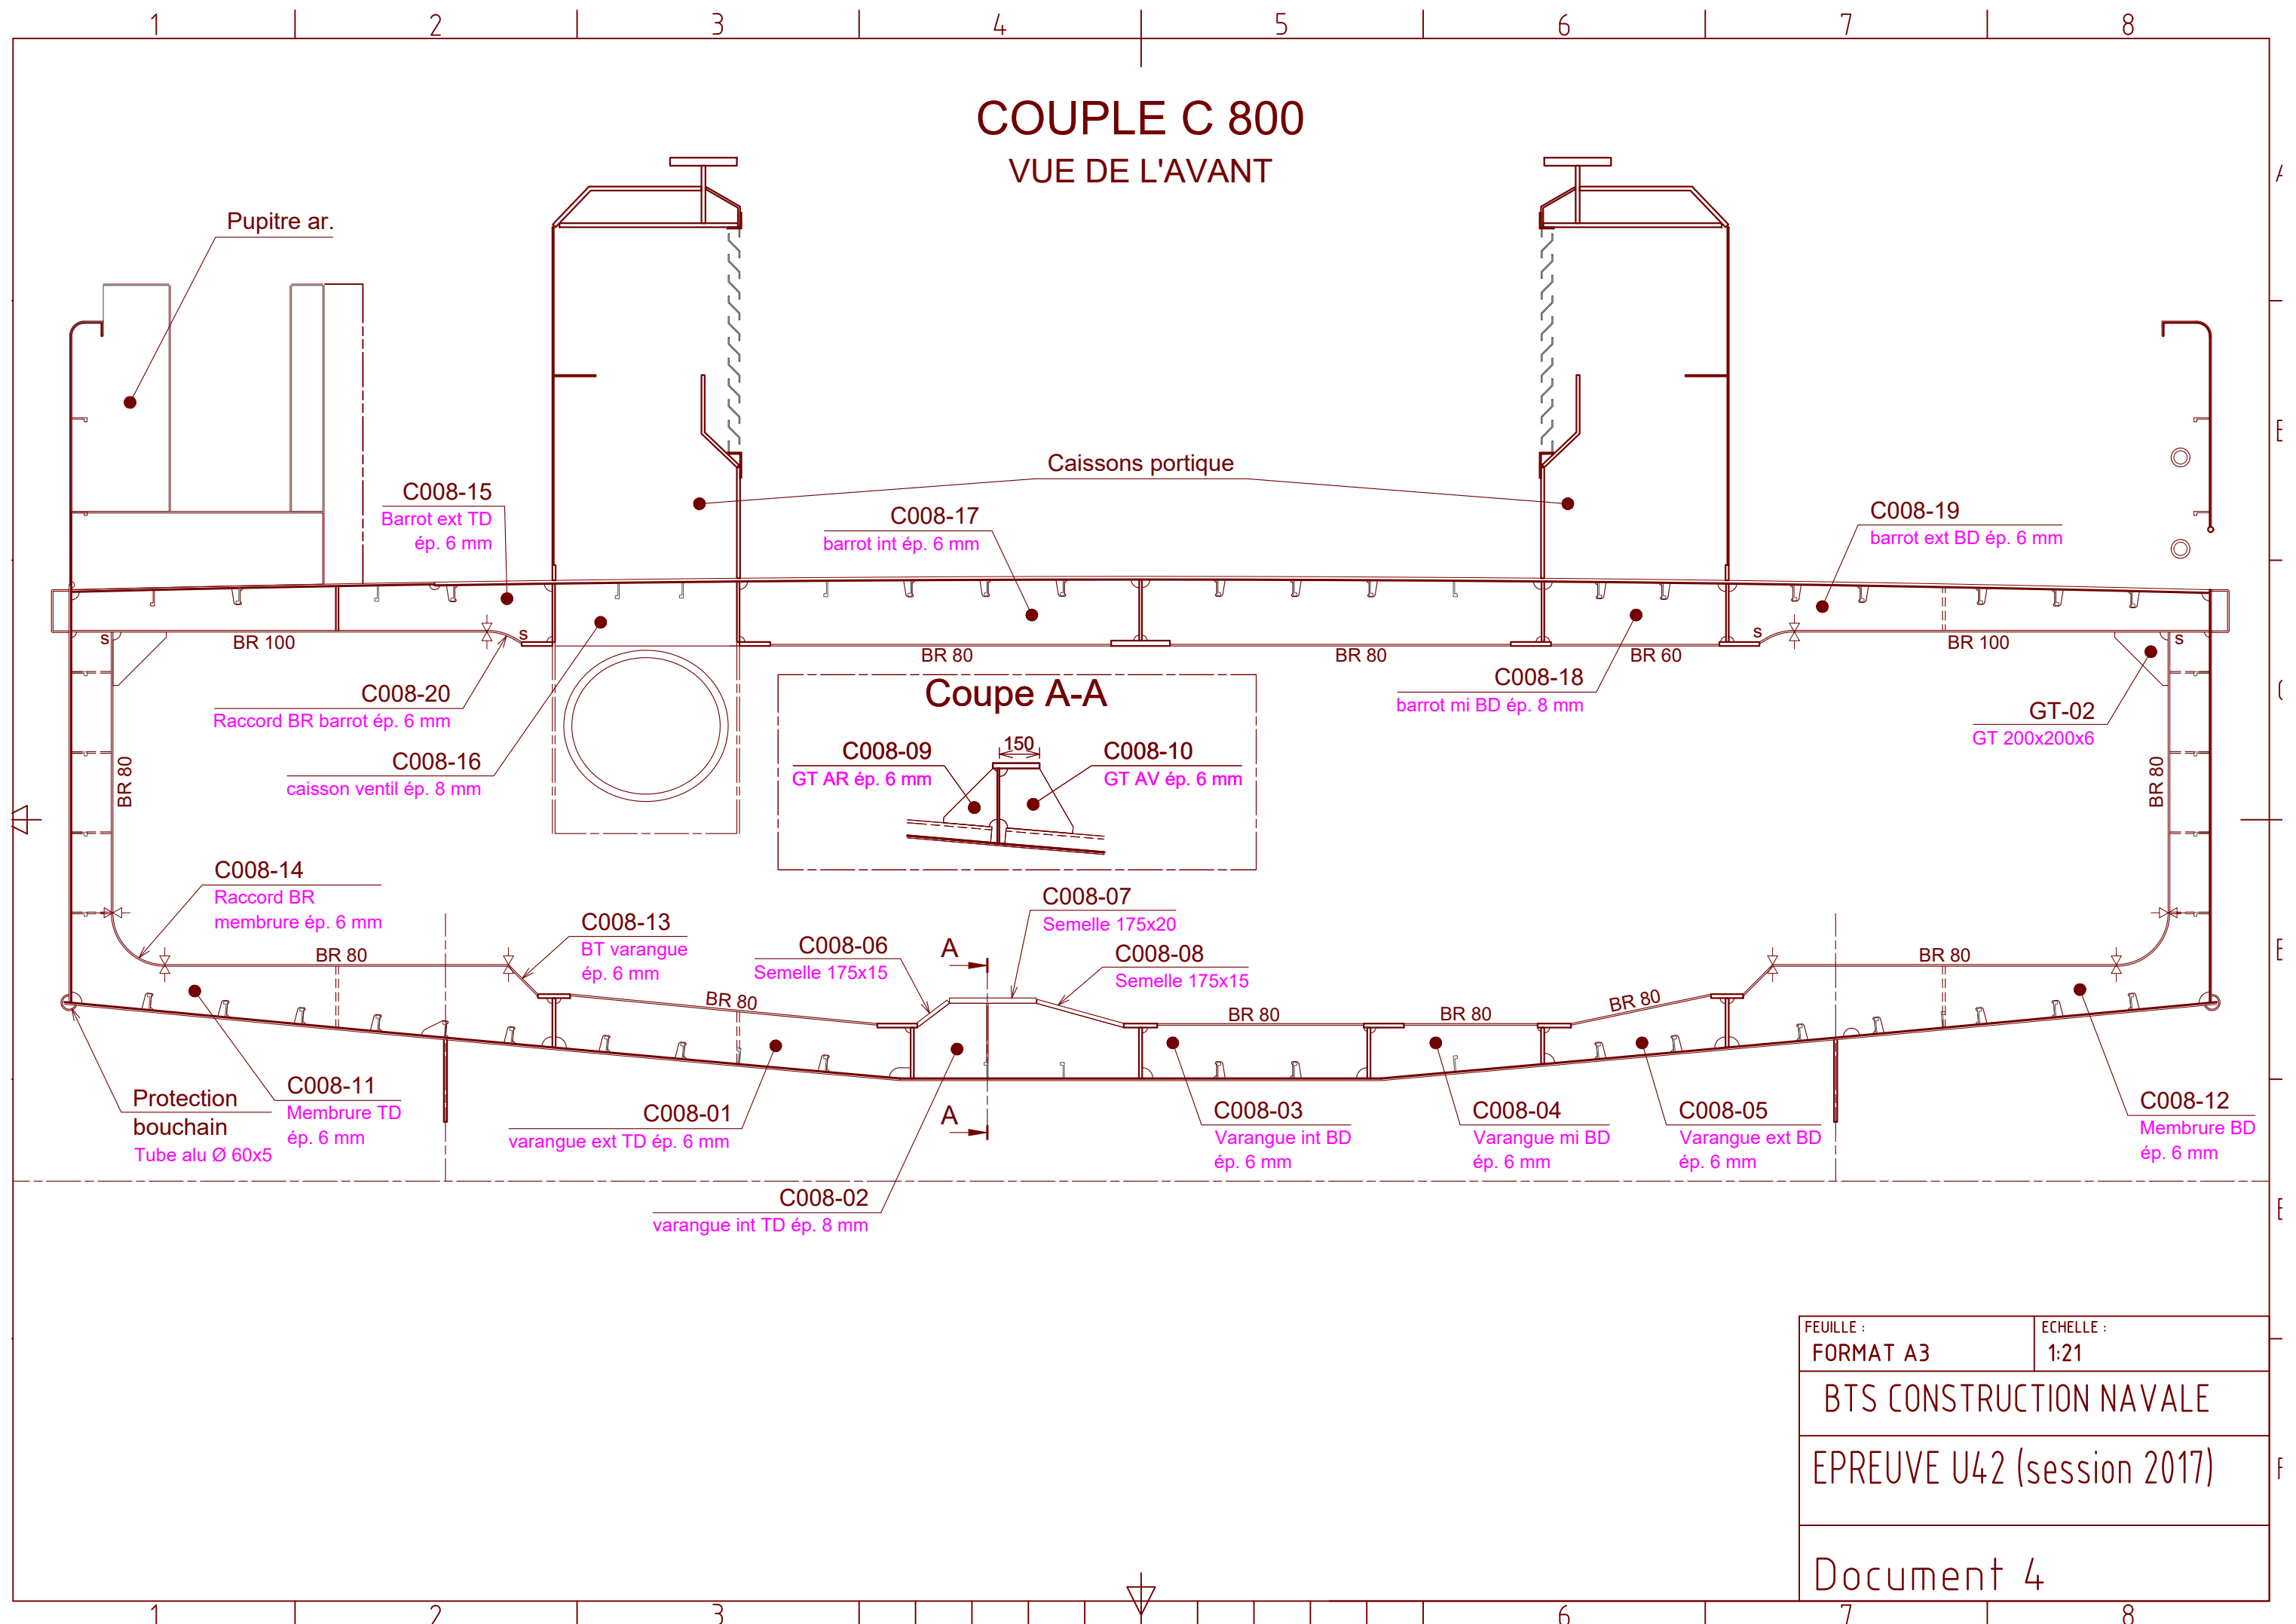 1 2 3 4 5 6 7 8
COUPLE C 800
VUE DE L'AVANT
A
Pupitre ar.
B
Caissons portique
C008-15
Barrot ext TD
ép. 6 mm
C008-17
barrot int ép. 6 mm
C008-19
barrot ext BD ép. 6 mm
s
BR 100
s
BR 80
BR 80
BR 60
s
BR 100
s
C008-20
Raccord BR barrot ép. 6 mm
Coupe A-A
C008-18
barrot mi BD ép. 8 mm
GT-02
GT 200x200x6
C008-16
caisson ventil ép. 8 mm
C008-09
GT AR ép. 6 mm
150
C008-10
GT AV ép. 6 mm
BR 80
BR 80
C008-14
Raccord BR
membrure ép. 6 mm
C008-13
BT varangue
ép. 6 mm
C008-06
Semelle 175x15
C008-07
Semelle 175x20
C008-08
Semelle 175x15
A
BR 80
BR 80
BR 80
BR 80
BR 80
BR 80
Protection
bouchain
Tube alu Ø 60x5
C008-11
Membrure TD
ép. 6 mm
C008-01
varangue ext TD ép. 6 mm
A
C008-03
Varangue int BD
ép. 6 mm
C008-04
Varangue mi BD
ép. 6 mm
C008-05
Varangue ext BD
ép. 6 mm
C008-12
Membrure BD
ép. 6 mm
C008-02
varangue int TD ép. 8 mm
FEUILLE :
FORMAT A3
ECHELLE :
1:21
BTS CONSTRUCTION NAVALE
EPREUVE U42 (session 2017)
Document 4
1 2 3 6 7 8